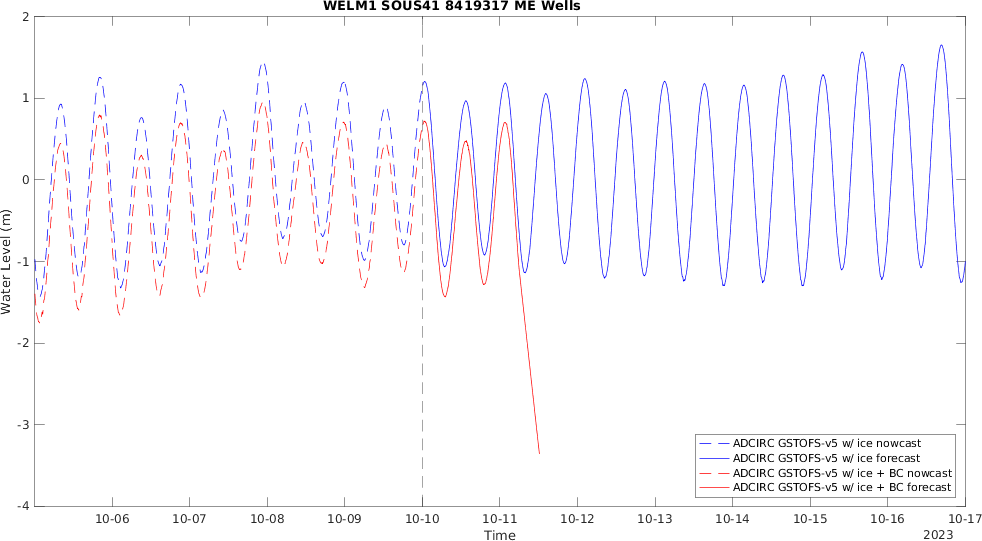 WELM1 SOUS41 8419317 ME Wells
Water Level (m)
2
1
0
-1
-2
-3
-4
ADCIRC GSTOFS-v5 w/ ice nowcast
ADCIRC GSTOFS-v5 w/ ice forecast
ADCIRC GSTOFS-v5 w/ ice + BC nowcast
ADCIRC GSTOFS-v5 w/ ice + BC forecast
10-06 10-07 10-08 10-09 10-10 10-11 10-12 10-13 10-14 10-15 10-16 10-17
Time
2023